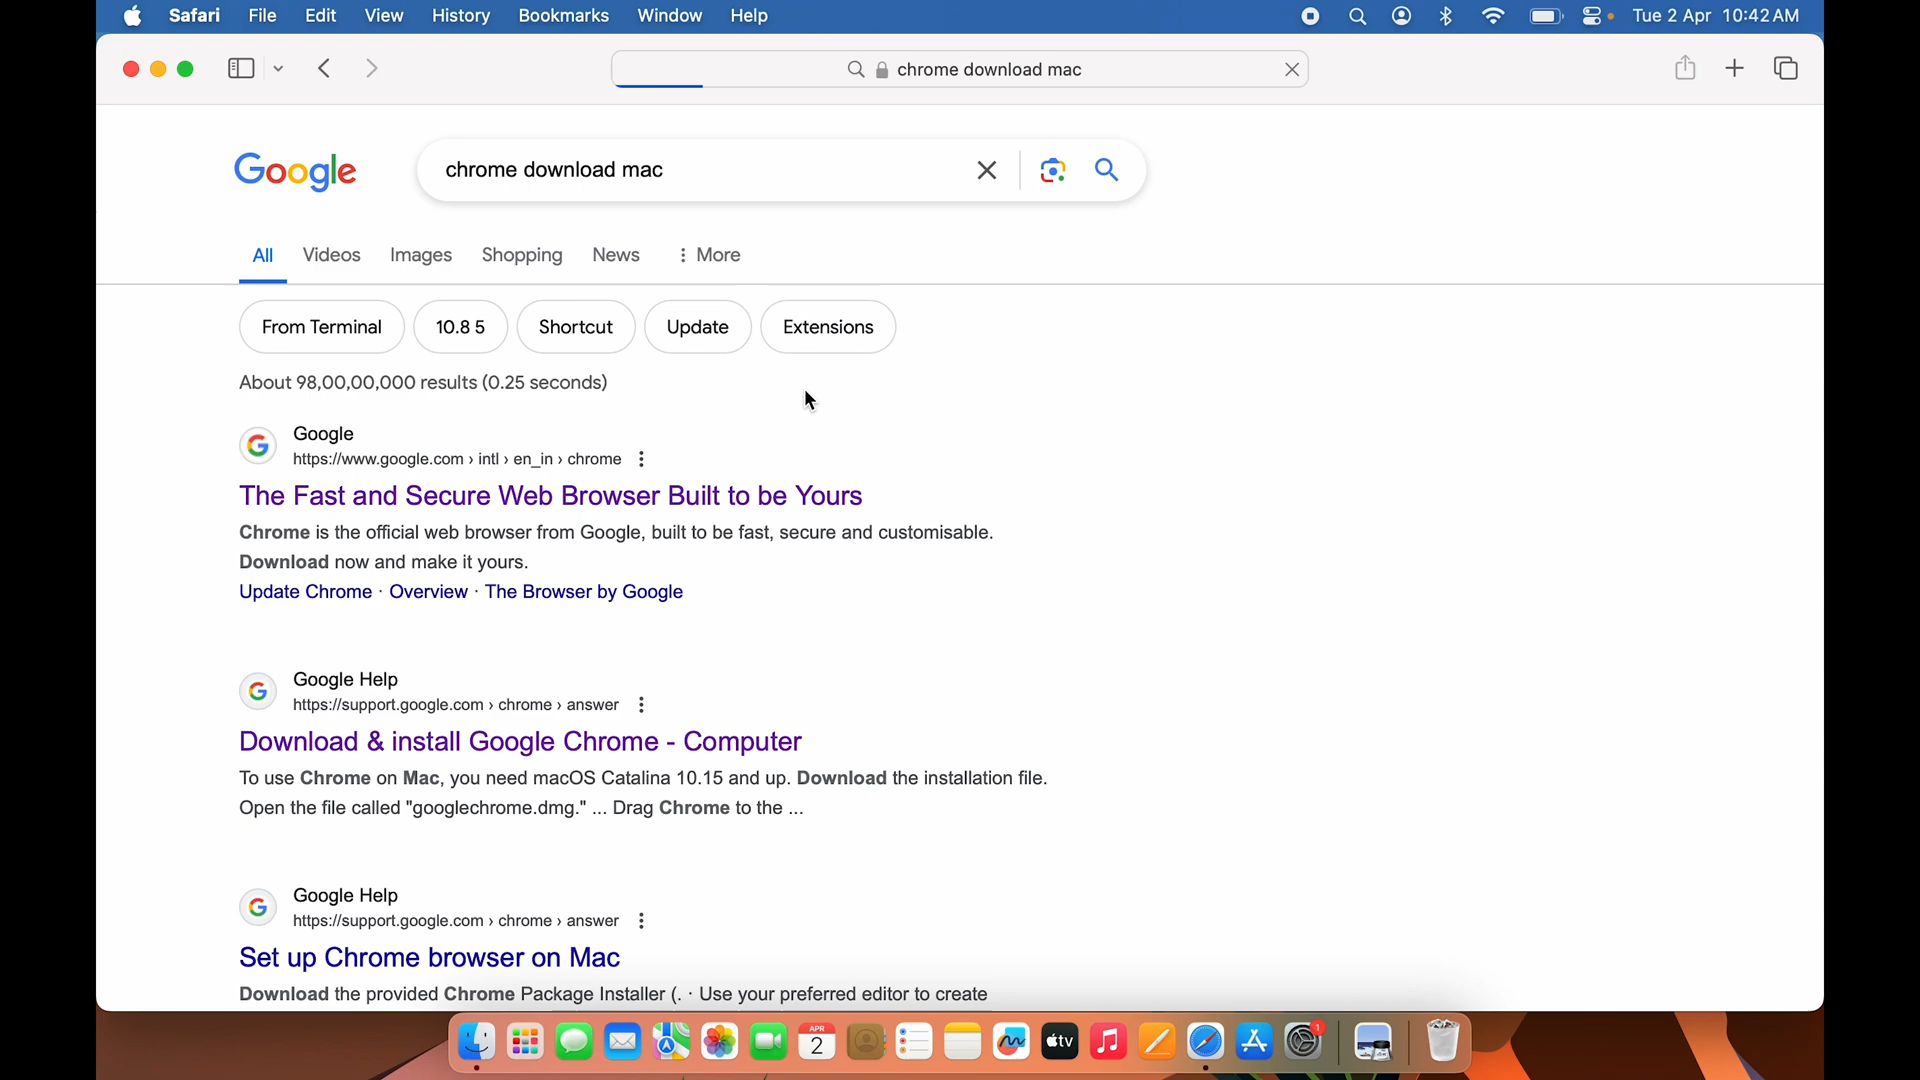 Safari File Edit View History Bookmarks Window Help Tue 2 Apr 10:42 AM
chrome download mac
Google chrome download mac
All Videos Images Shopping News More
From Terminal 10.8 5 Shortcut Update Extensions
About 98,00,00,000 results (0.25 seconds)
Google
https://www.google.com › intl › en_in › chrome
The Fast and Secure Web Browser Built to be Yours
Chrome is the official web browser from Google, built to be fast, secure and customisable.
Download now and make it yours.
Update Chrome · Overview · The Browser by Google
Google Help
https://support.google.com › chrome › answer
Download & install Google Chrome - Computer
To use Chrome on Mac, you need macOS Catalina 10.15 and up. Download the installation file.
Open the file called "googlechrome.dmg." ... Drag Chrome to the ...
Google Help
https://support.google.com › chrome › answer
Set up Chrome browser on Mac
Download the provided Chrome Package Installer (. · Use your preferred editor to create
APR
2
tv
1